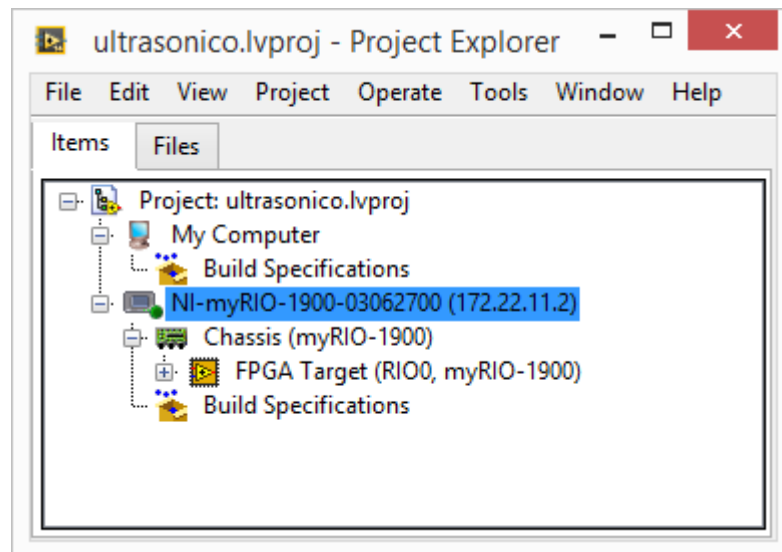 ultrasonico.lvproj - Project Explorer
File Edit View Project Operate Tools Window Help
Items Files
Project: ultrasonico.lvproj
My Computer
Build Specifications
NI-myRIO-1900-03062700 (172.22.11.2)
Chassis (myRIO-1900)
FPGA Target (RIO0, myRIO-1900)
Build Specifications